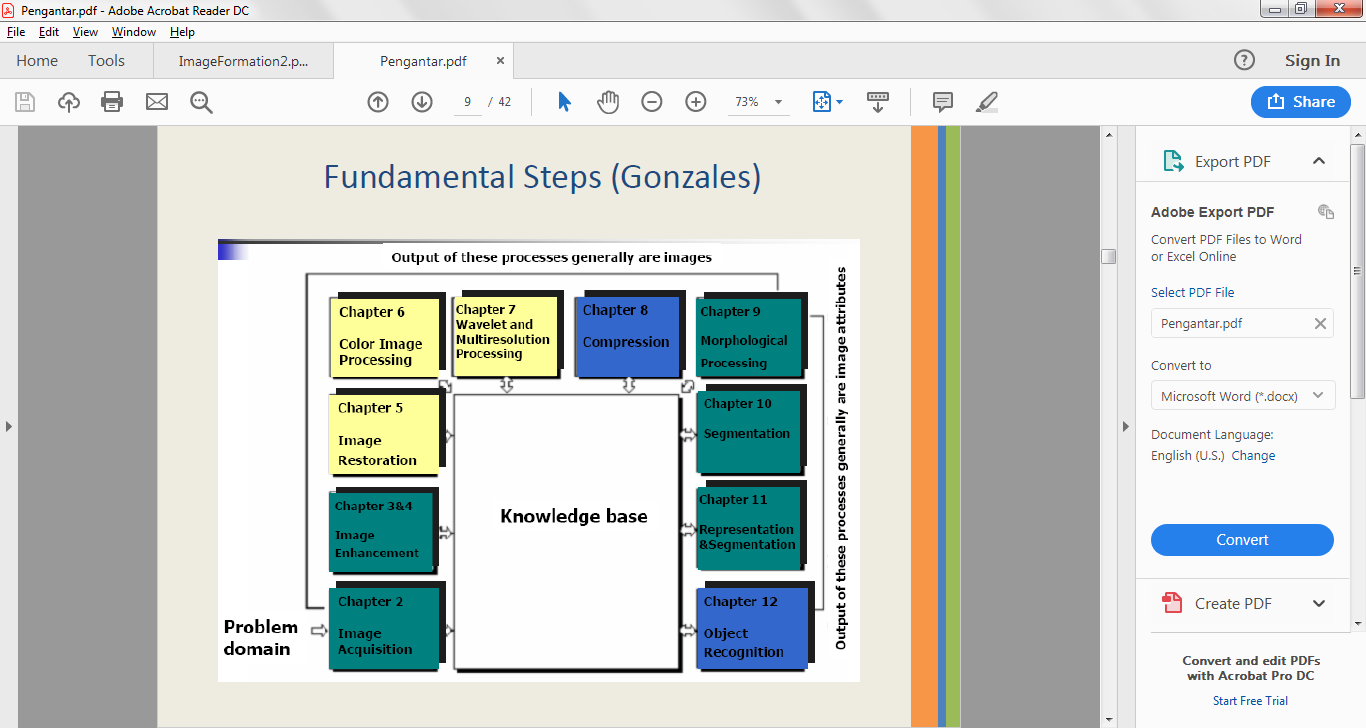 Pengantar.pdf - Adobe Acrobat Reader DC
File Edit View Window Help
Home Tools ImageFormation2.p... Pengantar.pdf × Sign In
9 / 42 73% Share
Fundamental Steps (Gonzales)
Output of these processes generally are images
Chapter 6
Color Image
Processing
Chapter 7
Wavelet and
Multiresolution
Processing
Chapter 8
Compression
Chapter 9
Morphological
Processing
Chapter 5
Image
Restoration
Chapter 10
Segmentation
Chapter 3&4
Image
Enhancement
Knowledge base
Chapter 11
Representation
&Segmentation
Chapter 2
Image
Acquisition
Chapter 12
Object
Recognition
Problem
domain
Output of these processes generally are image attributes
Export PDF
Adobe Export PDF
Convert PDF Files to Word
or Excel Online
Select PDF File
Pengantar.pdf
Convert to
Microsoft Word (*.docx)
Document Language:
English (U.S.) Change
Convert
Create PDF
Convert and edit PDFs
with Acrobat Pro DC
Start Free Trial